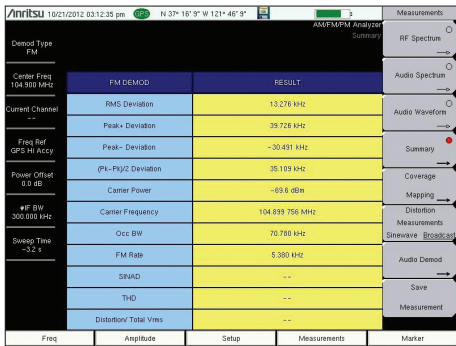 Anritsu 10/21/2012 03:12:35 pm GPS N 37° 16' 9" W 121° 46' 9"
AM/FM/PM Analyzer
Summary
Demod Type
FM
Center Freq
104.900 MHz
Current Channel
--
Freq Ref
GPS Hi Accy
Power Offset
0.0 dB
#IF BW
300.000 kHz
Sweep Time
~3.2 s
FM DEMOD RESULT
RMS Deviation 13.276 kHz
Peak+ Deviation 39.726 kHz
Peak- Deviation -30.491 kHz
(Pk-Pk)/2 Deviation 35.109 kHz
Carrier Power -69.6 dBm
Carrier Frequency 104.899 756 MHz
Occ BW 70.780 kHz
FM Rate 5.380 kHz
SINAD --
THD --
Distortion/ Total Vrms --
Measurements
RF Spectrum
Audio Spectrum
Audio Waveform
Summary
Coverage
Mapping
Distortion
Measurements
Sinewave Broadcast
Audio Demod
Save
Measurement
Freq Amplitude Setup Measurements Marker